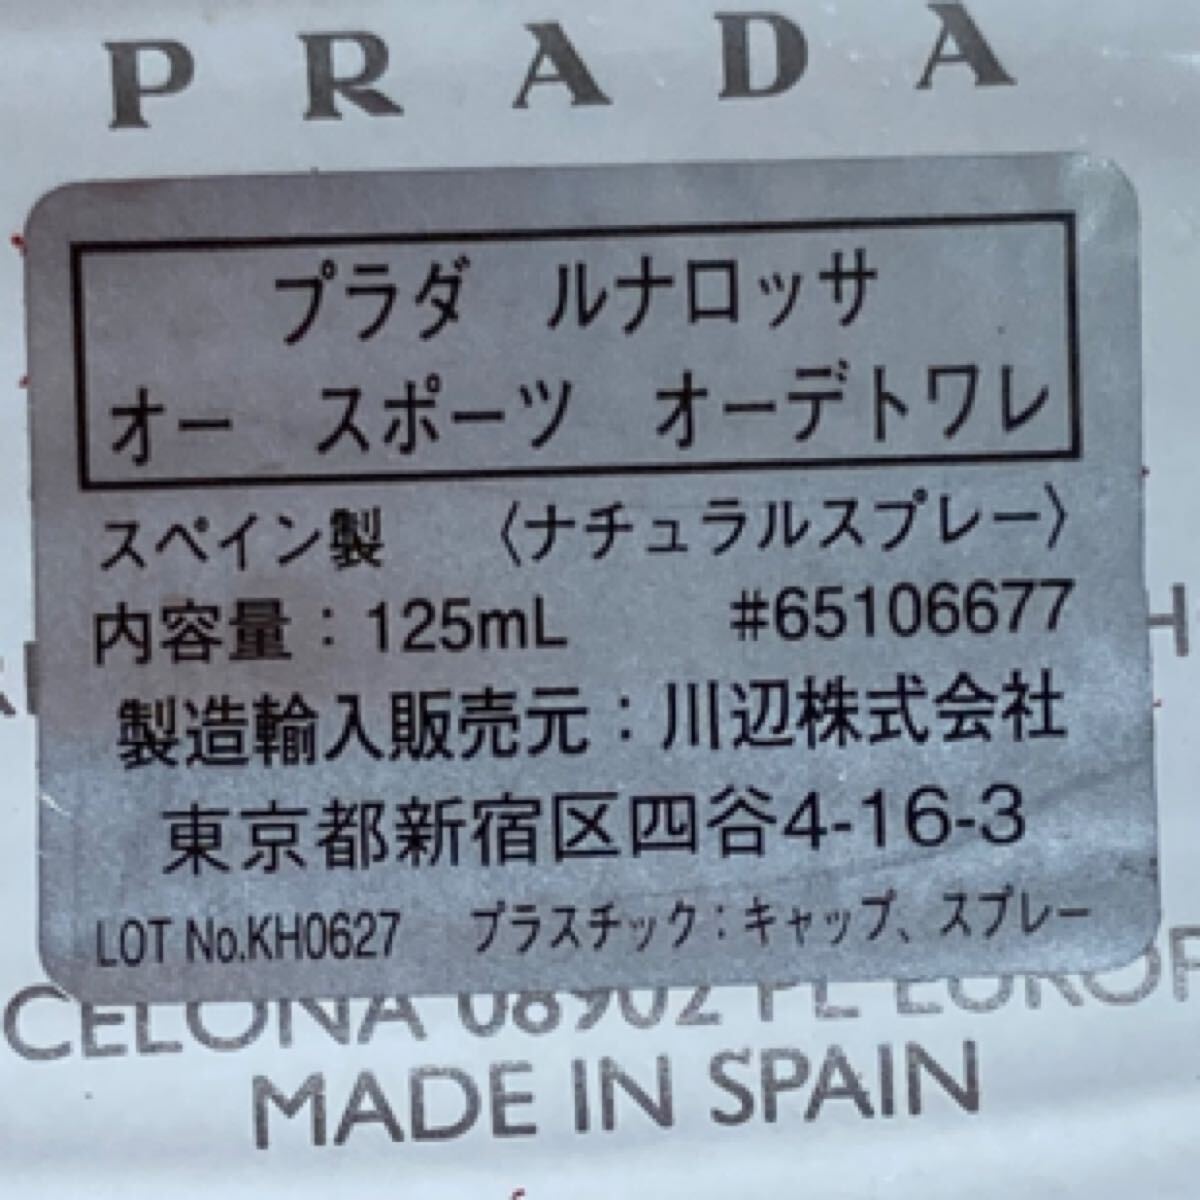 PRADA
プラダ ルナロッサ
オー スポーツ オーデトワレ
スペイン製 〈ナチュラルスプレー〉
内容量：125mL #65106677
製造輸入販売元：川辺株式会社
東京都新宿区四谷4-16-3
LOT No.KH0627 プラスチック：キャップ、スプレー
CELONA 08902 PL EUROP
MADE IN SPAIN